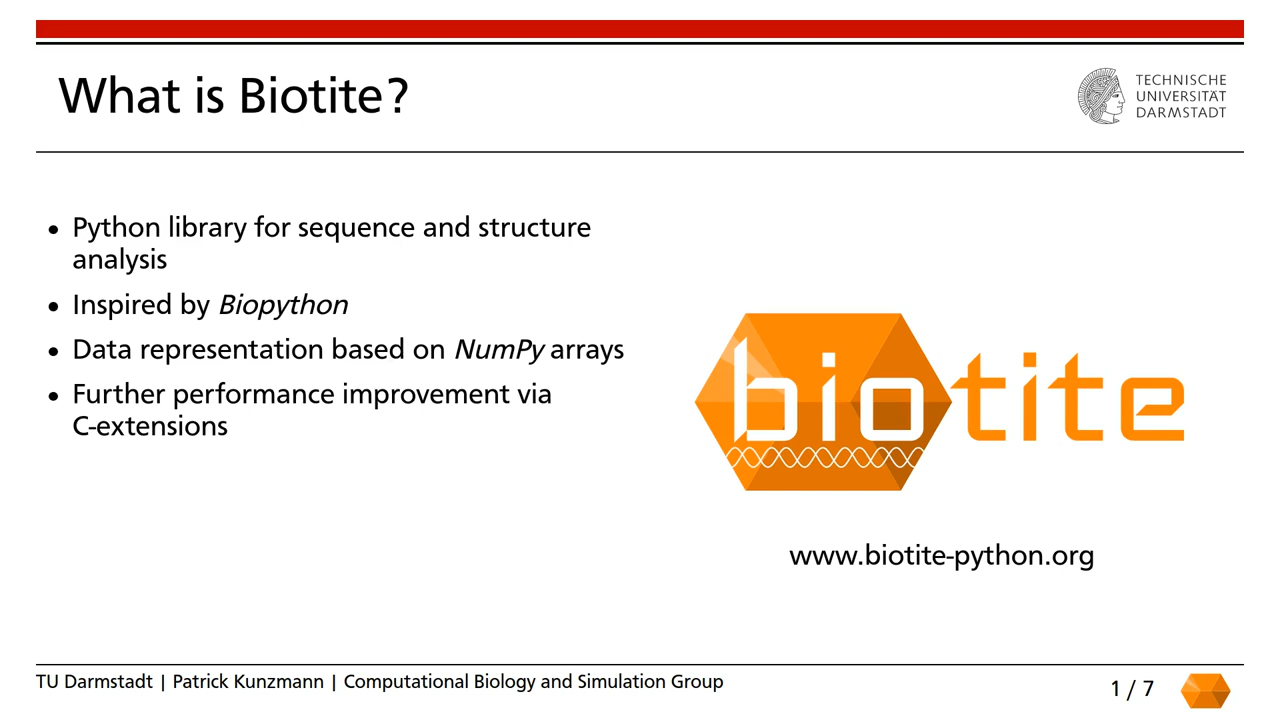 What is Biotite?
TECHNISCHE
UNIVERSITÄT
DARMSTADT
• Python library for sequence and structure
analysis
• Inspired by Biopython
• Data representation based on NumPy arrays
• Further performance improvement via
C-extensions
biotite
www.biotite-python.org
TU Darmstadt | Patrick Kunzmann | Computational Biology and Simulation Group
1 / 7